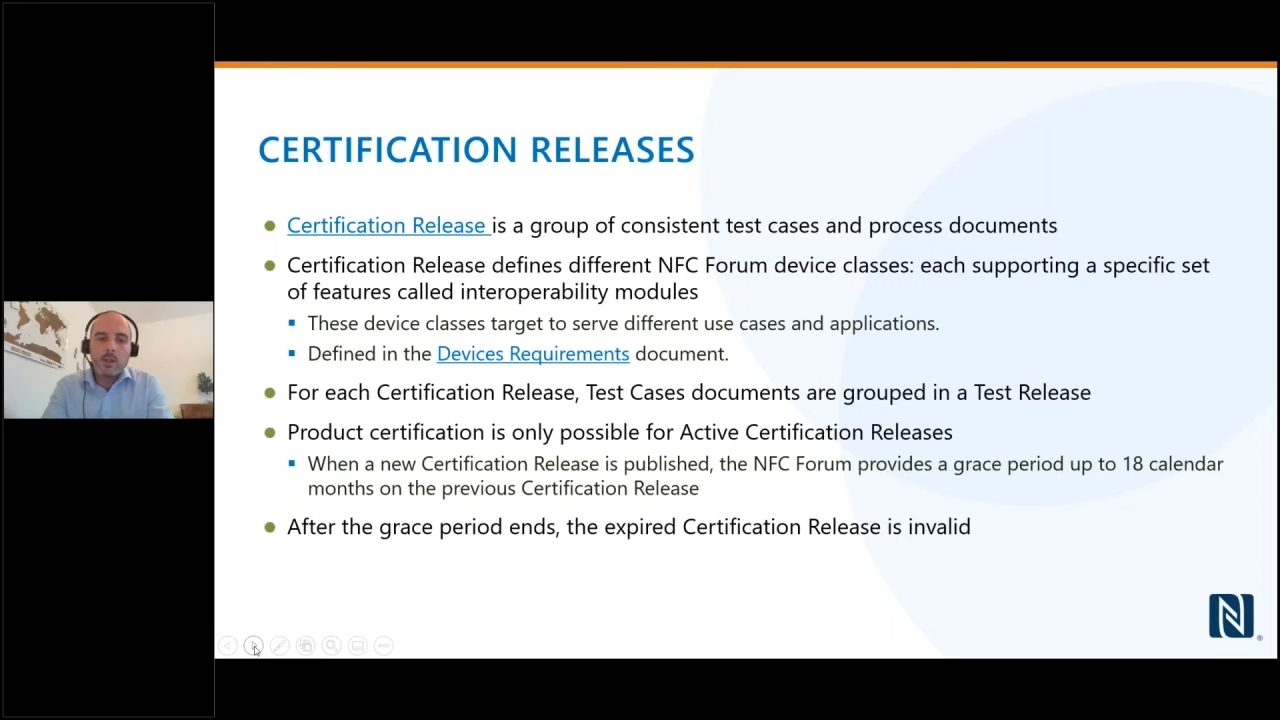 CERTIFICATION RELEASES
Certification Release is a group of consistent test cases and process documents
Certification Release defines different NFC Forum device classes: each supporting a specific set
of features called interoperability modules
These device classes target to serve different use cases and applications.
Defined in the Devices Requirements document.
For each Certification Release, Test Cases documents are grouped in a Test Release
Product certification is only possible for Active Certification Releases
When a new Certification Release is published, the NFC Forum provides a grace period up to 18 calendar
months on the previous Certification Release
After the grace period ends, the expired Certification Release is invalid